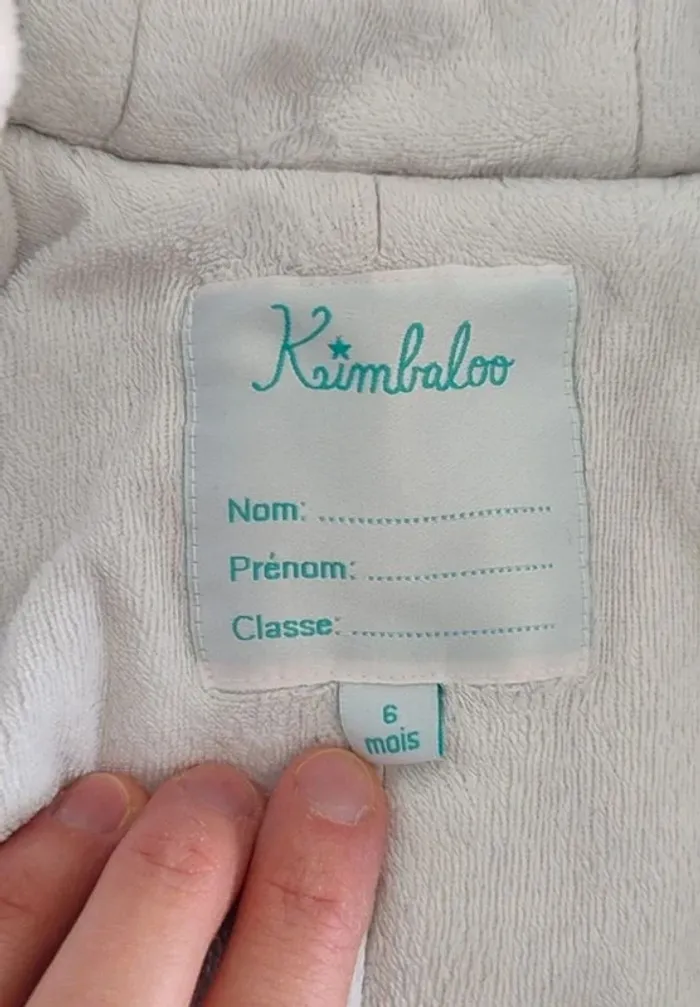 Kimbaloo
Nom: ........................
Prénom: ...................
Classe: .....................
6
mois